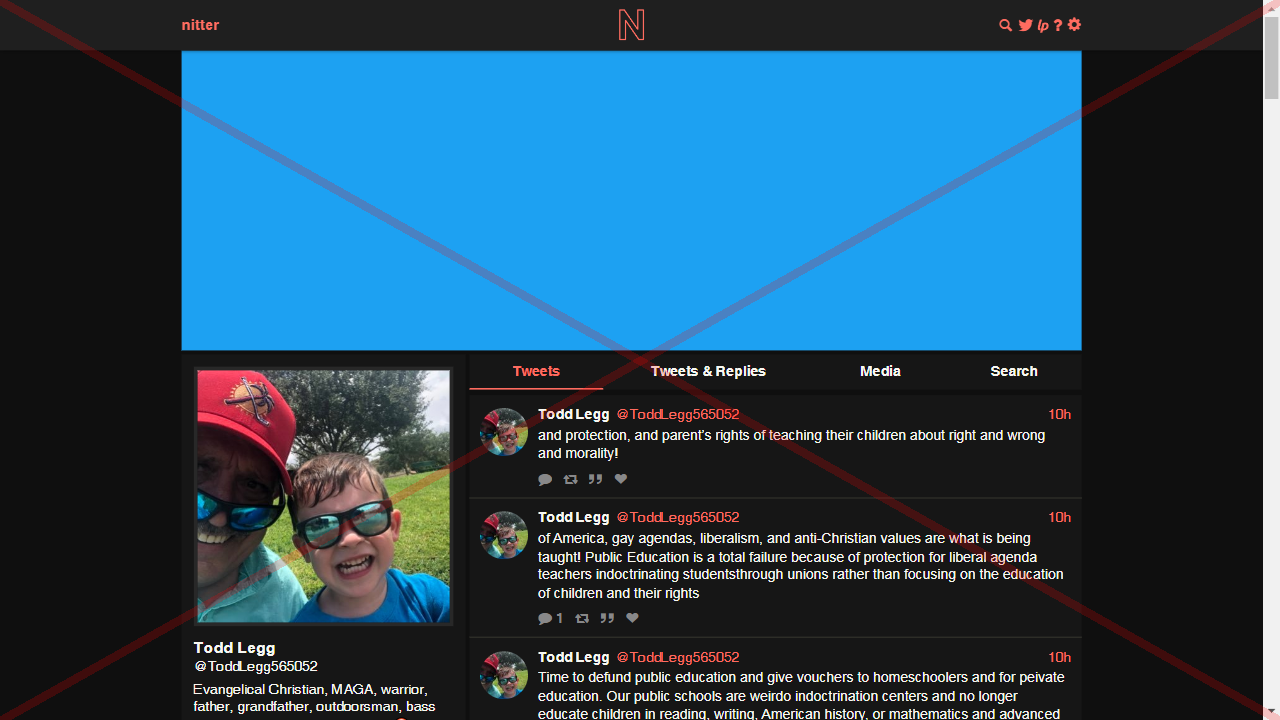 nitter
N
lp ?
Tweets
Tweets & Replies
Media
Search
Todd Legg @ToddLegg565052 10h
and protection, and parent's rights of teaching their children about right and wrong
and morality!
Todd Legg @ToddLegg565052 10h
of America, gay agendas, liberalism, and anti-Christian values are what is being
taught! Public Education is a total failure because of protection for liberal agenda
teachers indoctrinating studentsthrough unions rather than focusing on the education
of children and their rights
1
Todd Legg @ToddLegg565052 10h
Time to defund public education and give vouchers to homeschoolers and for peivate
education. Our public schools are weirdo indoctrination centers and no longer
educate children in reading, writing, American history, or mathematics and advanced
Todd Legg
@ToddLegg565052
Evangelical Christian, MAGA, warrior,
father, grandfather, outdoorsman, bass